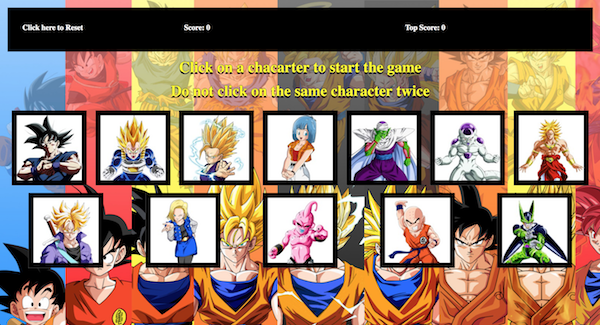 Click here to Reset
Score: 0
Top Score: 0
Click on a chacarter to start the game
Do not click on the same character twice